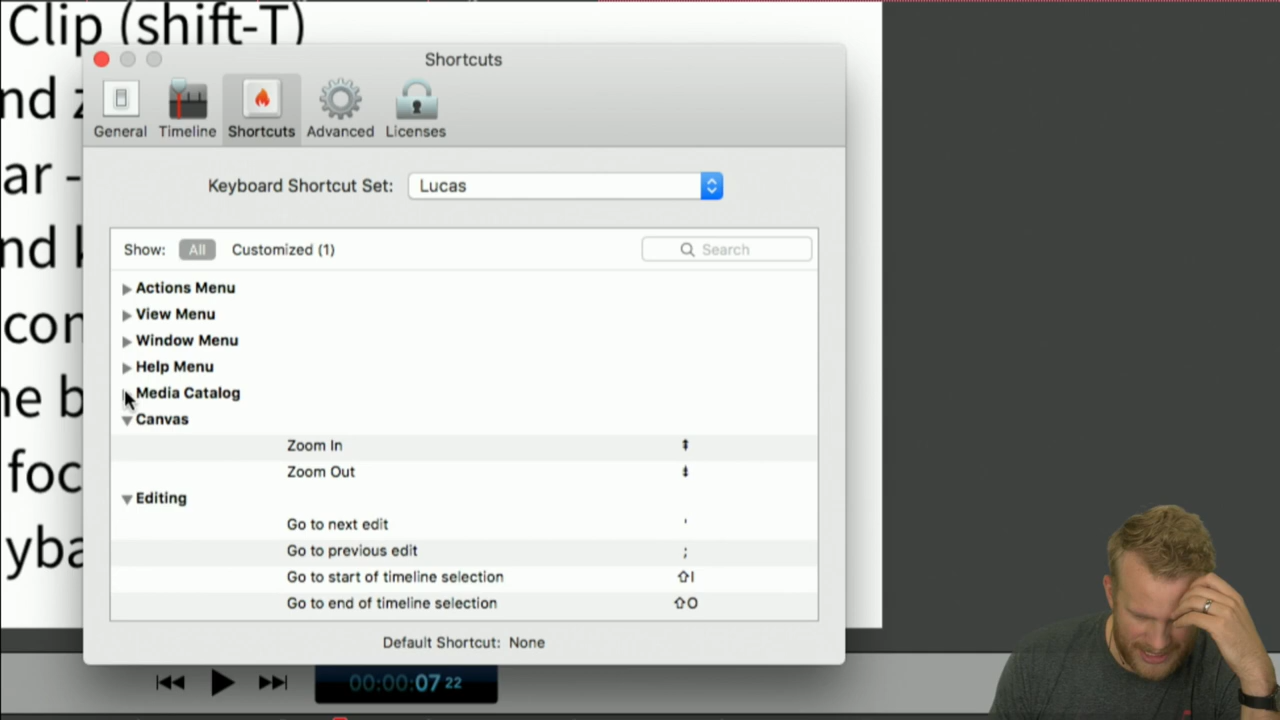 Clip (shift-T)
Shortcuts
General Timeline Shortcuts Advanced Licenses
nd z
ar -
Keyboard Shortcut Set: Lucas
nd k
Show: All Customized (1) Search
Actions Menu
View Menu
con
Window Menu
Help Menu
Media Catalog
ne b
Canvas
Zoom In ⇞
Zoom Out ⇟
foc
Editing
Go to next edit '
Go to previous edit ;
yba
Go to start of timeline selection ⇧I
Go to end of timeline selection ⇧O
Default Shortcut: None
00:00:07 22